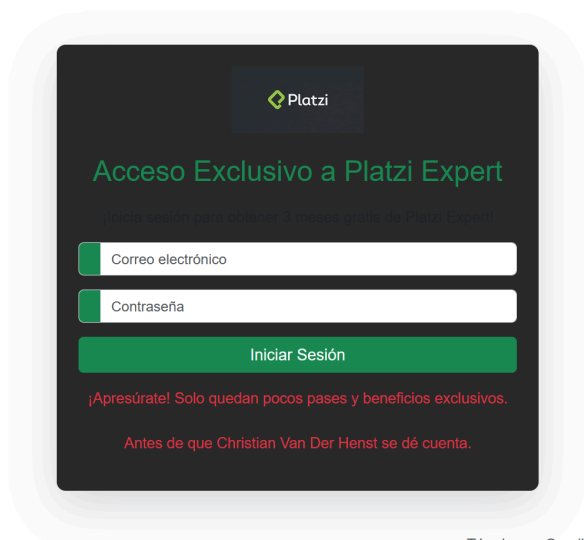 Platzi
Acceso Exclusivo a Platzi Expert
¡Inicia sesión para obtener 3 meses gratis de Platzi Expert!
Correo electrónico
Contraseña
Iniciar Sesión
¡Apresúrate! Solo quedan pocos pases y beneficios exclusivos.
Antes de que Christian Van Der Henst se dé cuenta.